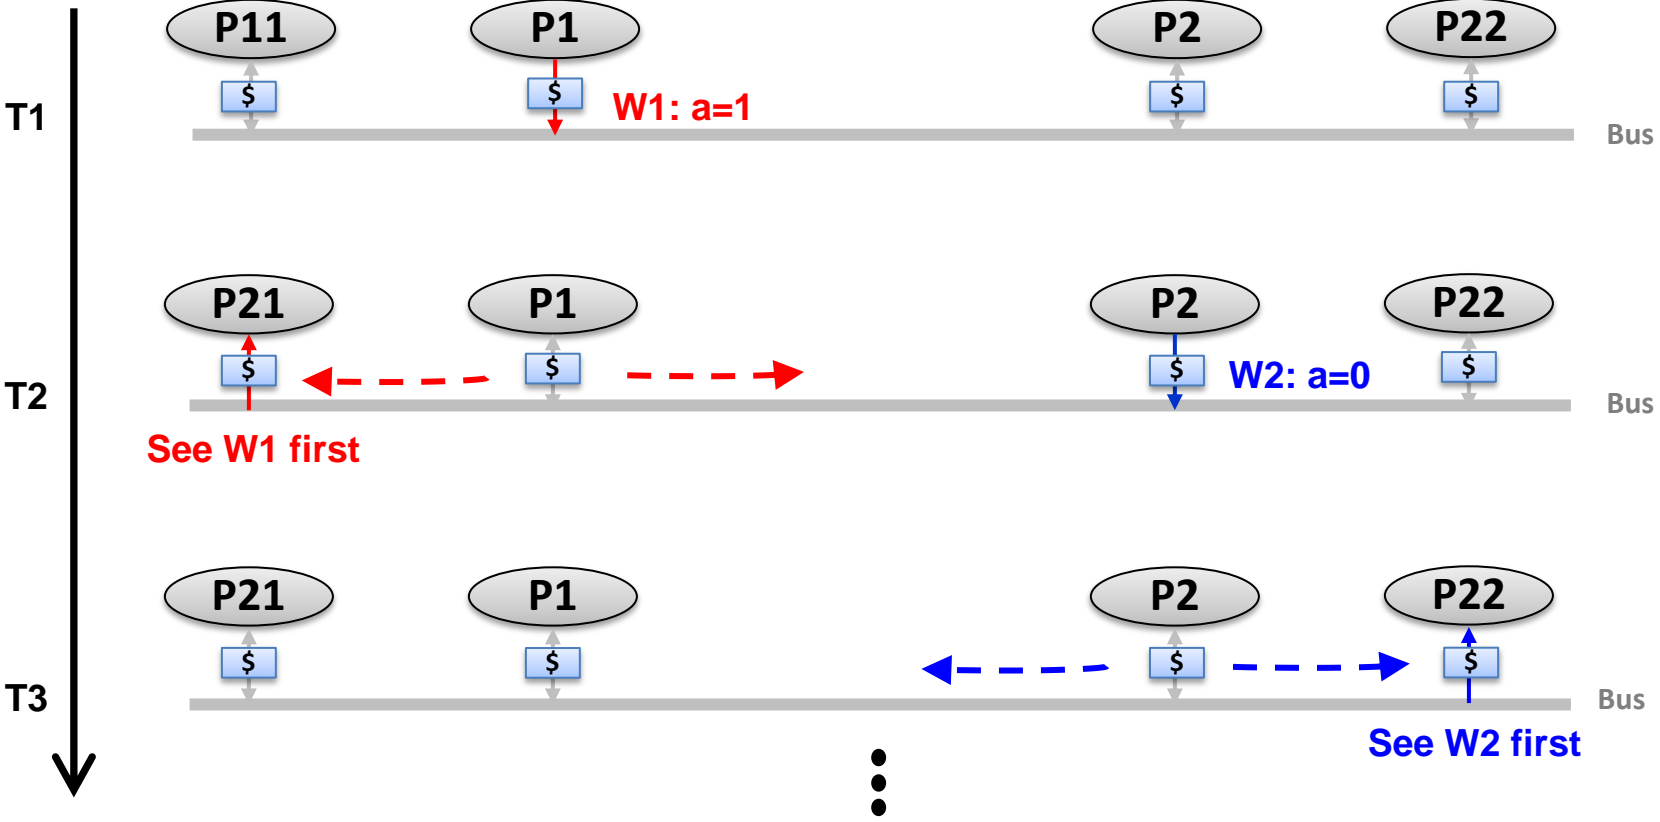 P11 P1 P2 P22
$ $ $ $
T1 W1: a=1
Bus
P21 P1 P2 P22
$ $ $ $
W2: a=0
T2 Bus
See W1 first
P21 P1 P2 P22
$ $ $ $
T3 Bus
See W2 first